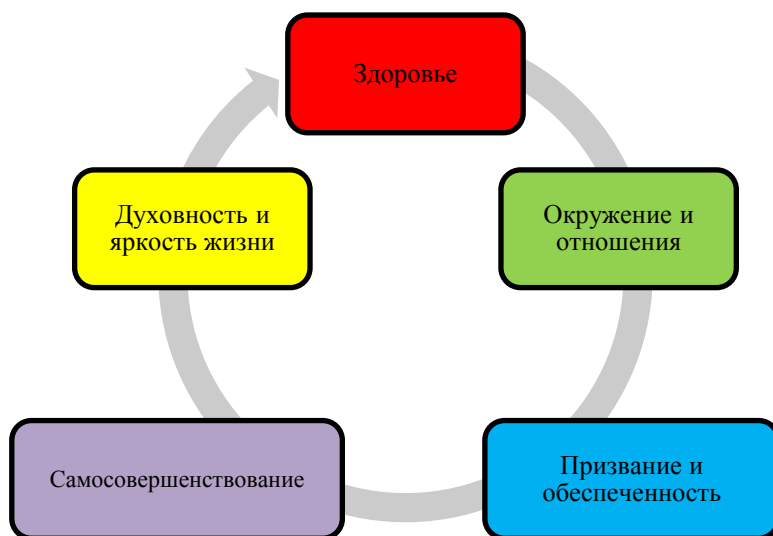 Здоровье
Окружение и
отношения
Призвание и
обеспеченность
Самосовершенствование
Духовность и
яркость жизни